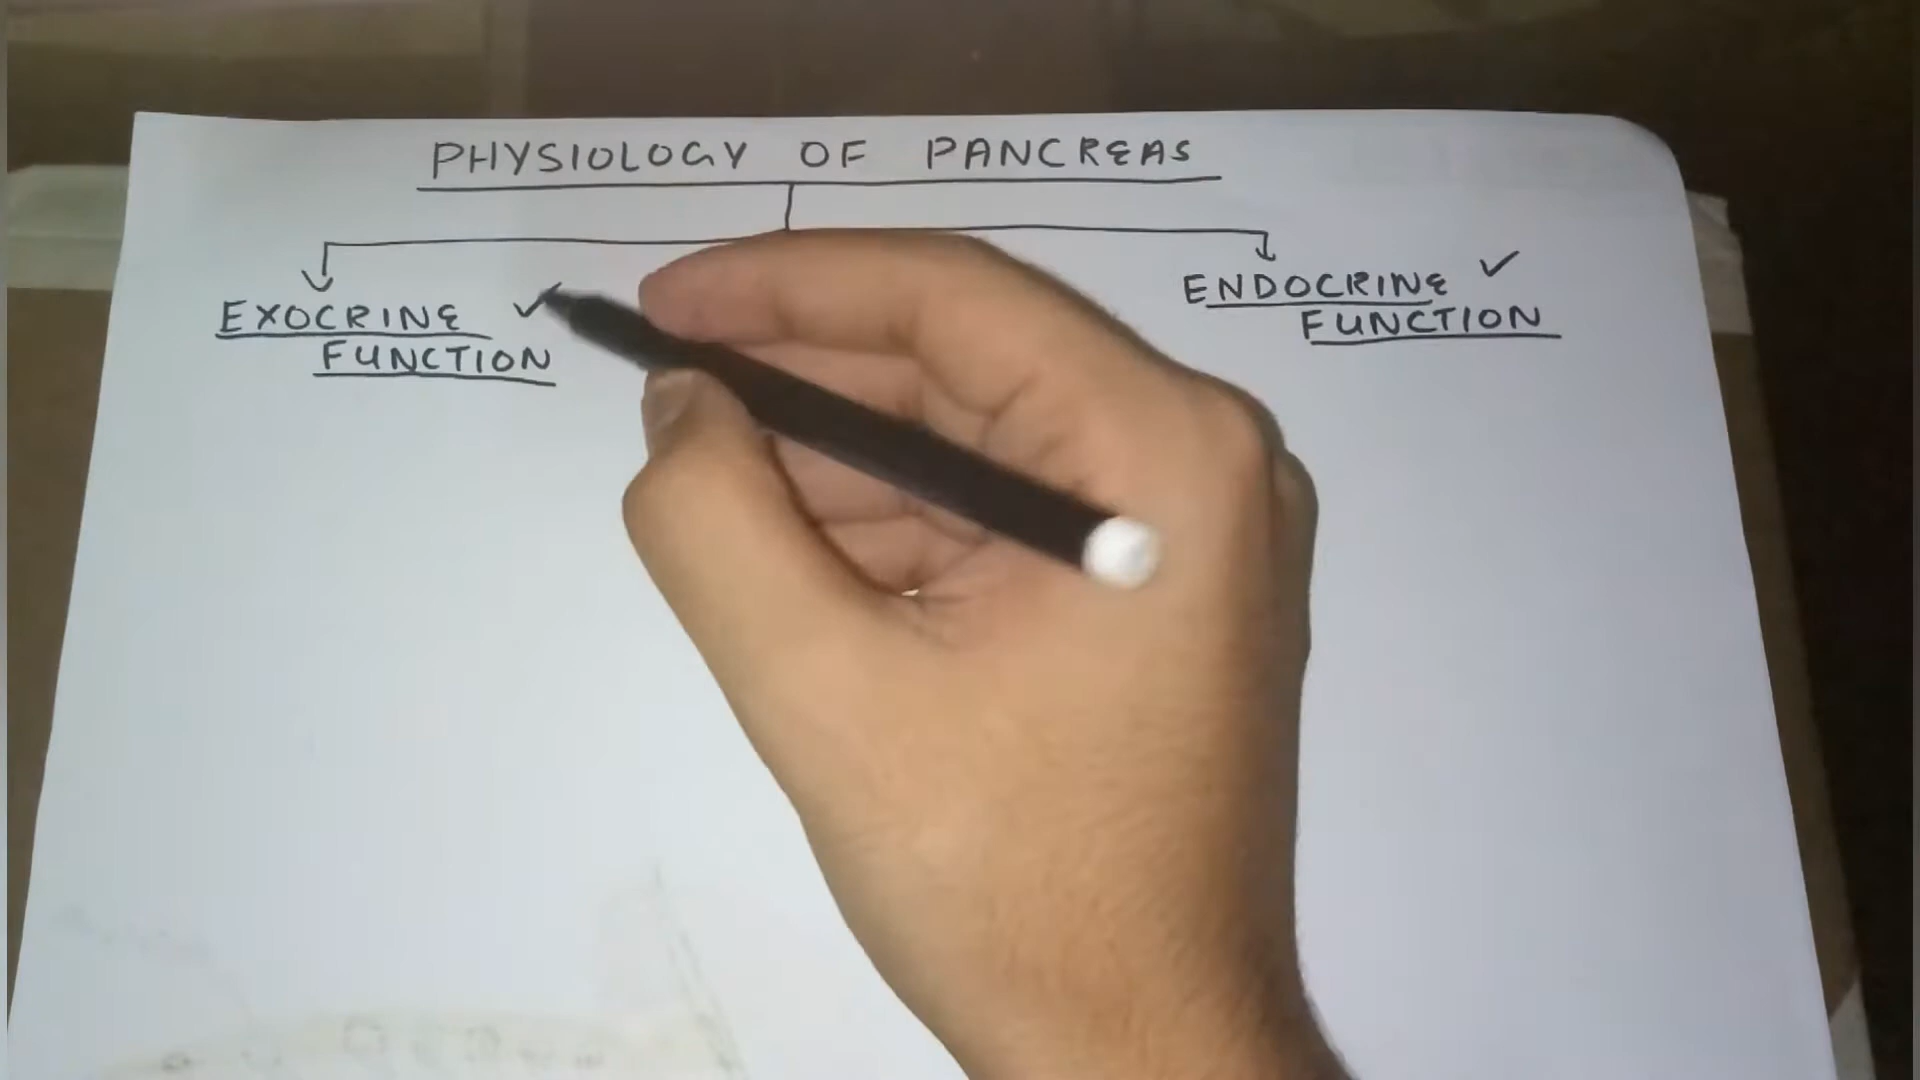 PHYSIOLOGY OF PANCREAS
EXOCRINE ✓
FUNCTION
ENDOCRINE ✓
FUNCTION